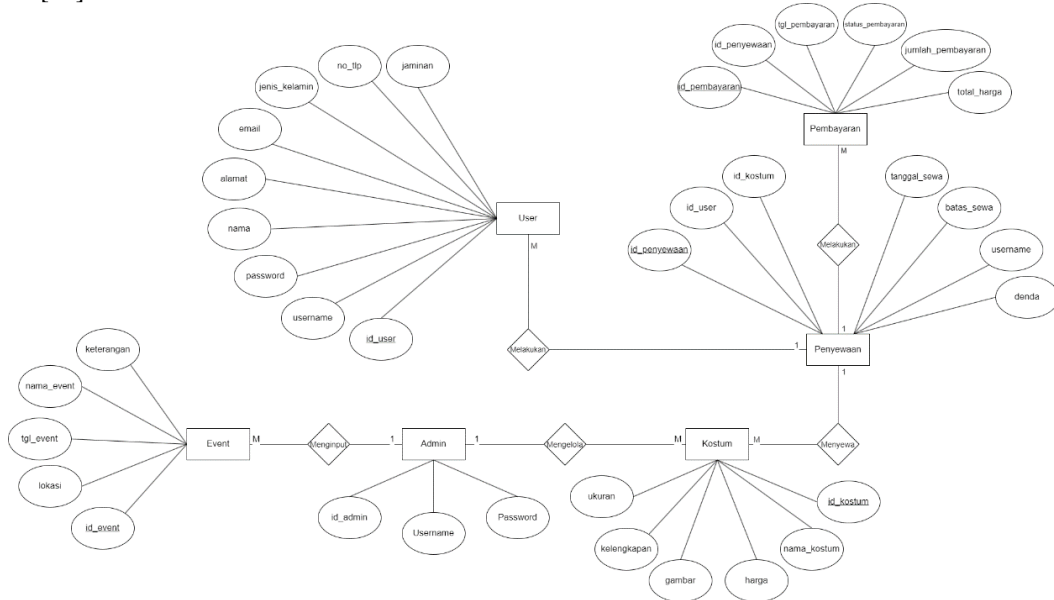 tgl_pembayaran
status_pembayaran
id_penyewaan
jumlah_pembayaran
id_pembayaran
total_harga
Pembayaran
M
no_tlp
jaminan
jenis_kelamin
email
alamat
nama
password
username
id_user
User
M
Melakukan
1
id_kostum
tanggal_sewa
id_user
batas_sewa
id_penyewaan
username
denda
Melakukan
1
Penyewaan
1
keterangan
nama_event
tgl_event
lokasi
id_event
Event
M
Menginput
1
Admin
1
Mengelola
M
Kostum
M
Menyewa
id_admin
Username
Password
ukuran
id_kostum
kelengkapan
nama_kostum
gambar
harga